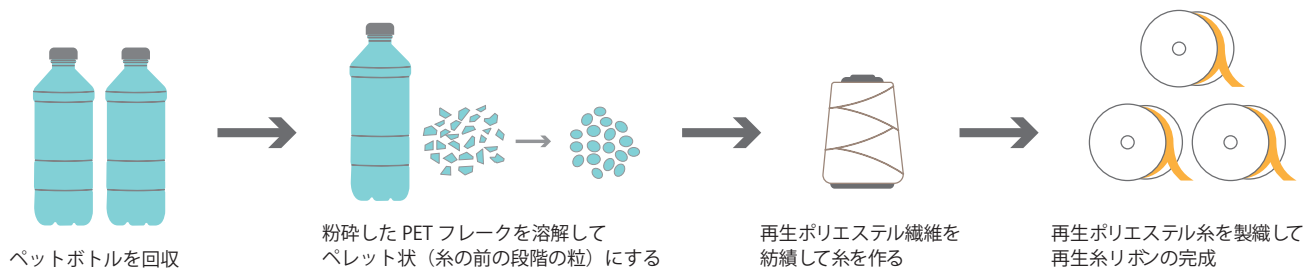 ペットボトルを回収
粉砕した PET フレークを溶解して
ペレット状（糸の前の段階の粒）にする
再生ポリエステル繊維を
紡績して糸を作る
再生ポリエステル糸を製織して
再生糸リボンの完成